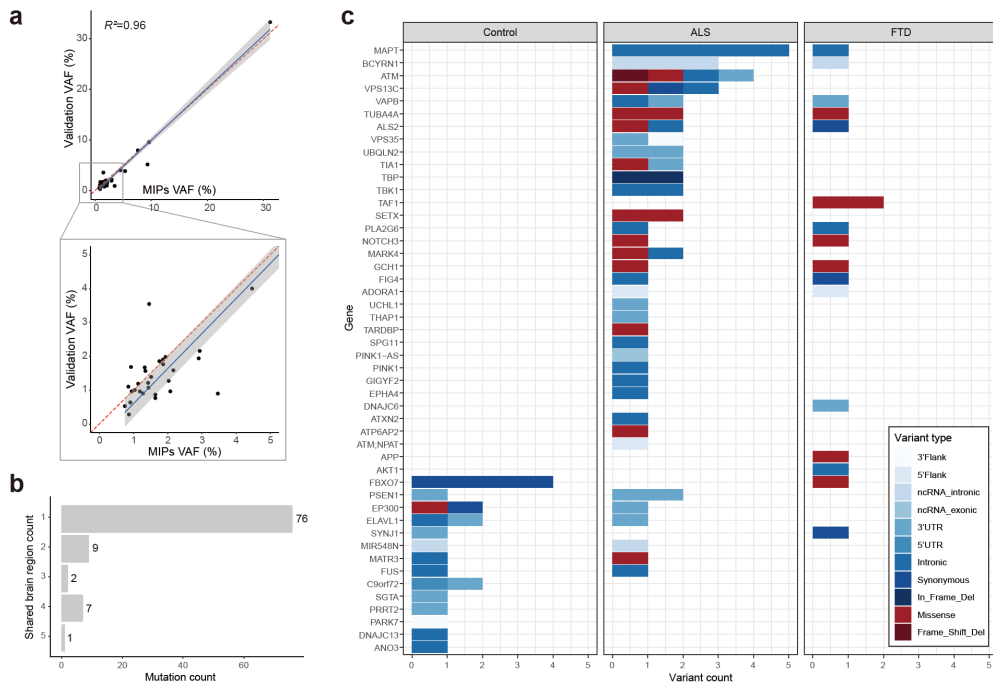 a
R²=0.96
Validation VAF (%)
30
20
10
0
MIPs VAF (%)
0
10
20
30
Validation VAF (%)
5
4
3
2
1
0
0
1
2
3
4
5
MIPs VAF (%)
b
Shared brain region count
1
76
2
9
3
2
4
7
5
1
0
20
40
60
Mutation count
c
Control
ALS
FTD
Gene
MAPT
BCYRN1
ATM
VPS13C
VAPB
TUBA4A
ALS2
VPS35
UBQLN2
TIA1
TBP
TBK1
TAF1
SETX
PLA2G6
NOTCH3
MARK4
GCH1
FIG4
ADORA1
UCHL1
THAP1
TARDBP
SPG11
PINK1−AS
PINK1
GIGYF2
EPHA4
DNAJC6
ATXN2
ATP6AP2
ATM;NPAT
APP
AKT1
FBXO7
PSEN1
EP300
ELAVL1
SYNJ1
MIR548N
MATR3
FUS
C9orf72
SGTA
PRRT2
PARK7
DNAJC13
ANO3
0 1 2 3 4 5
0 1 2 3 4 5
0 1 2 3 4 5
Variant count
Variant type
3'Flank
5'Flank
ncRNA_intronic
ncRNA_exonic
3'UTR
5'UTR
Intronic
Synonymous
In_Frame_Del
Missense
Frame_Shift_Del